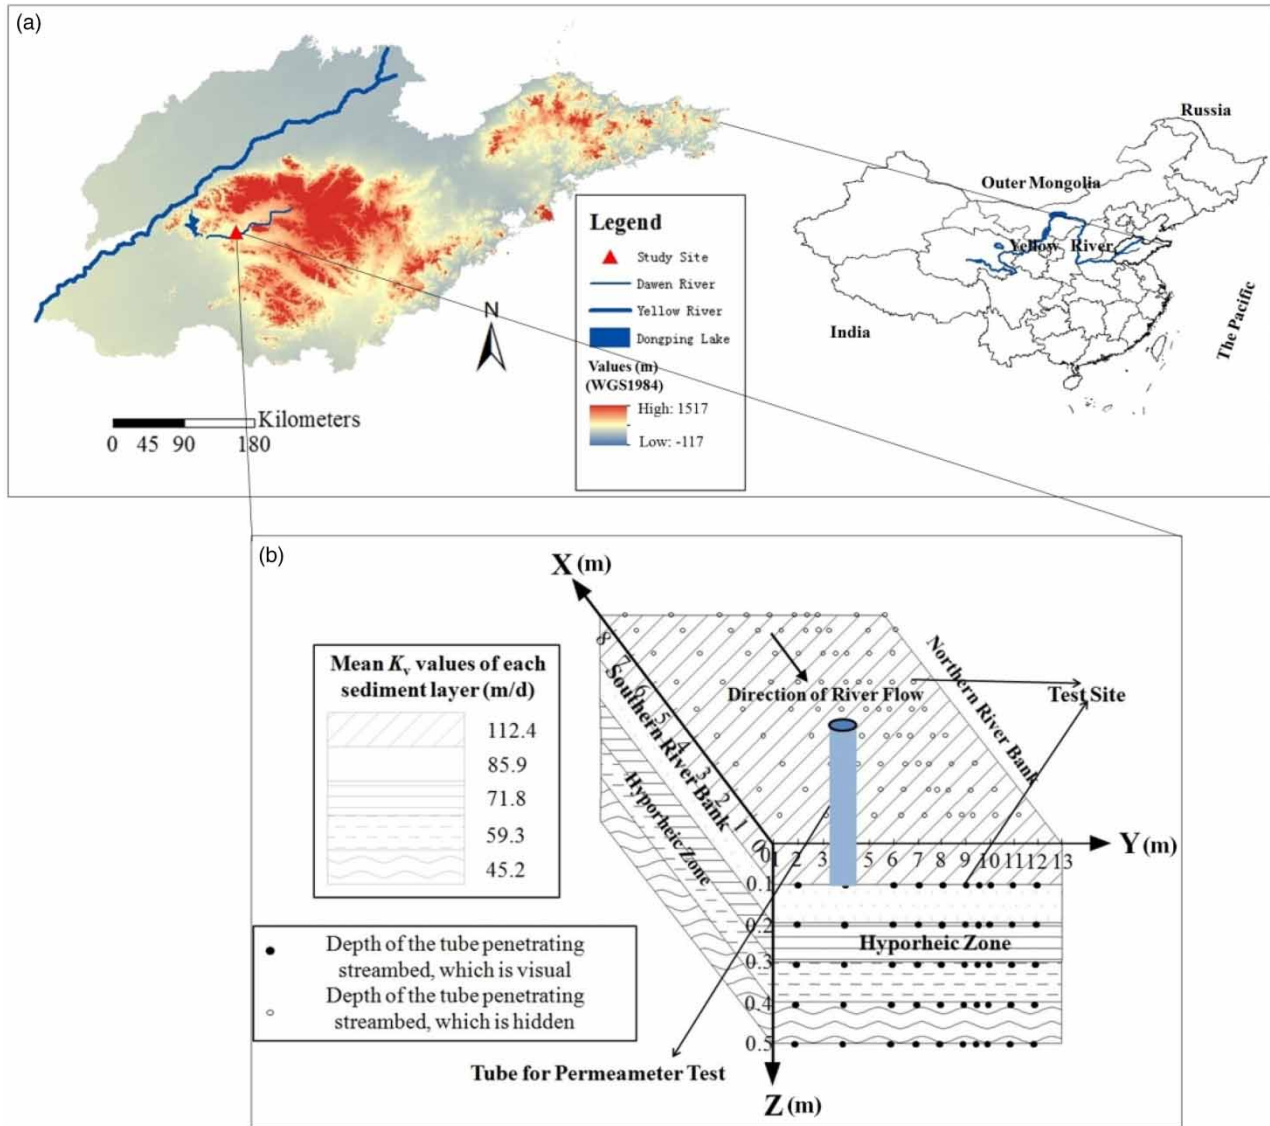 (a)
Russia
Outer Mongolia
Yellow River
India
The Pacific
Legend
Study Site
Dawen River
Yellow River
Dongping Lake
Values (m)
(WGS1984)
High: 1517
Low: -117
N
Kilometers
0 45 90 180
(b)
X (m)
8
7
6
5
4
3
2
1
0
Southern River Bank
Hyporheic Zone
Northern River Bank
Direction of River Flow
Test Site
Mean Kv values of each
sediment layer (m/d)
112.4
85.9
71.8
59.3
45.2
Y (m)
1 2 3 5 6 7 8 9 10 11 12 13
0
0.1
0.2
0.3
0.4
0.5
Hyporheic Zone
Depth of the tube penetrating
streambed, which is visual
Depth of the tube penetrating
streambed, which is hidden
Tube for Permeameter Test
Z (m)